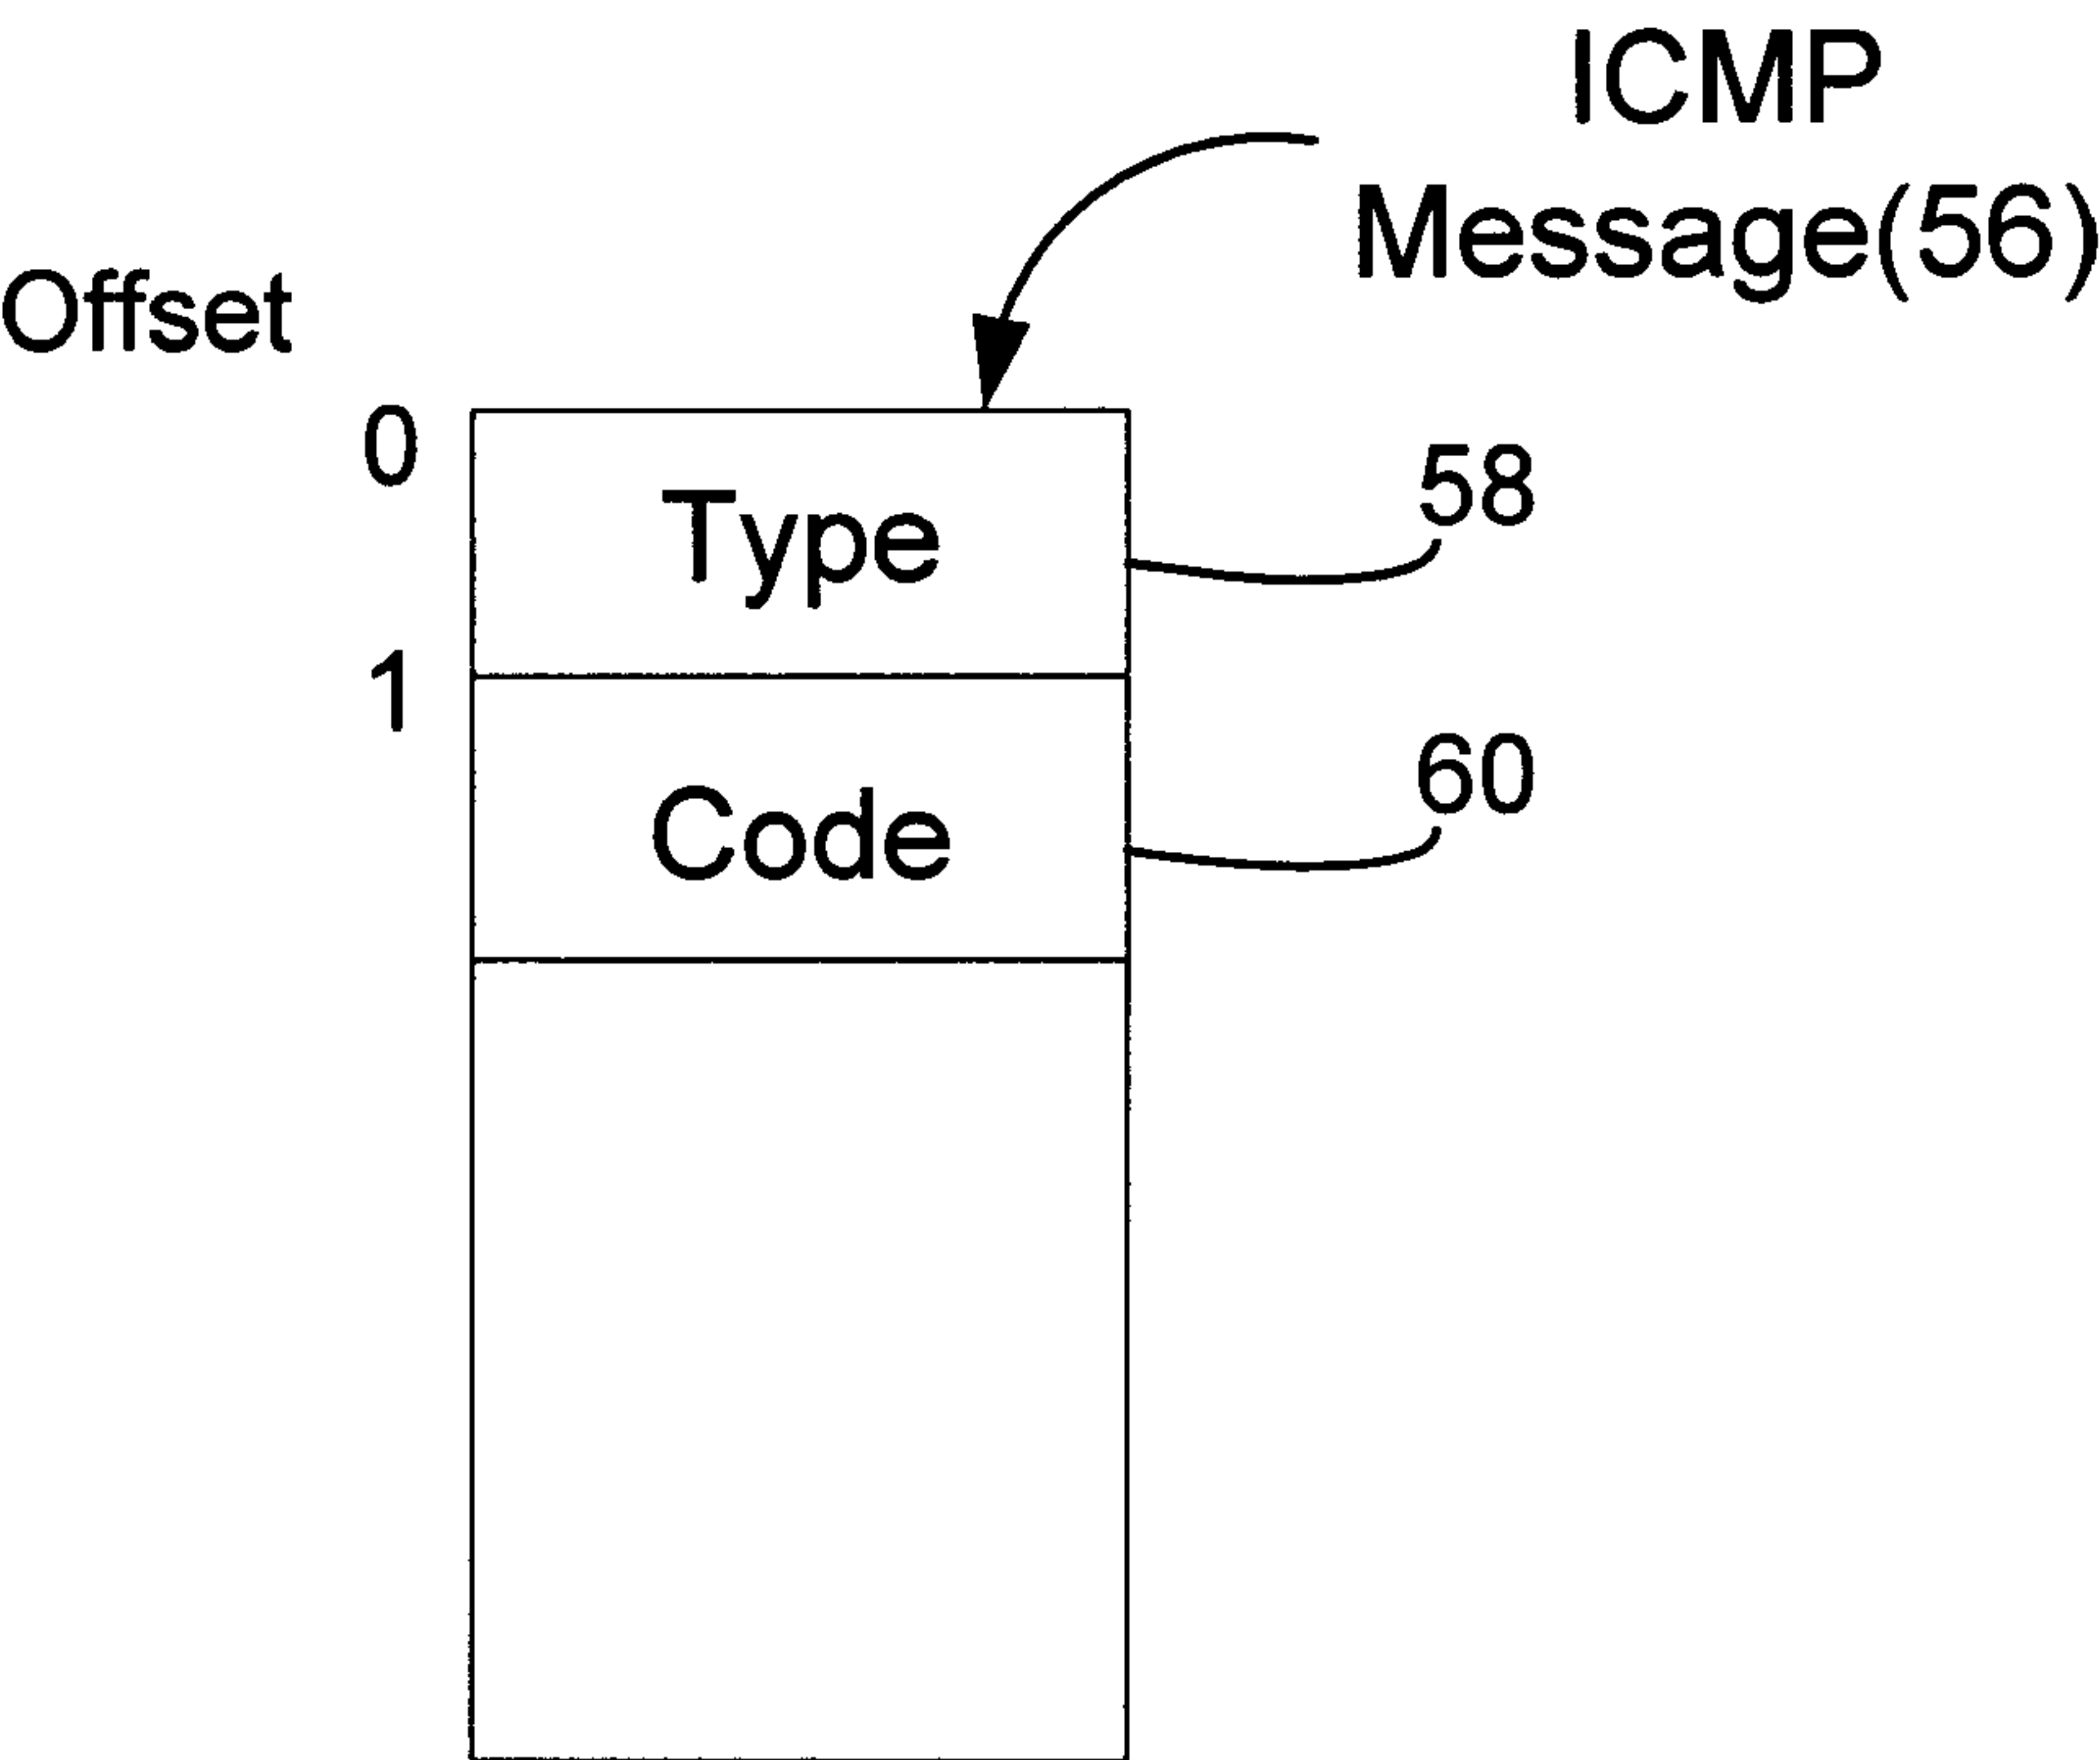 ICMP
Message(56)
Offset
0
Type
58
1
Code
60